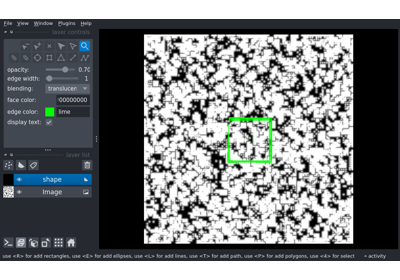 File View Window Plugins Help
layer controls
opacity: 0.70
edge width: 1
blending: translucen
face color: 00000000
edge color: lime
display text:
layer list
shape
Image
use <R> for add rectangles, use <E> for add ellipses, use <L> for add lines, use <T> for add path, use <P> for add polygons, use <4> for select
activity